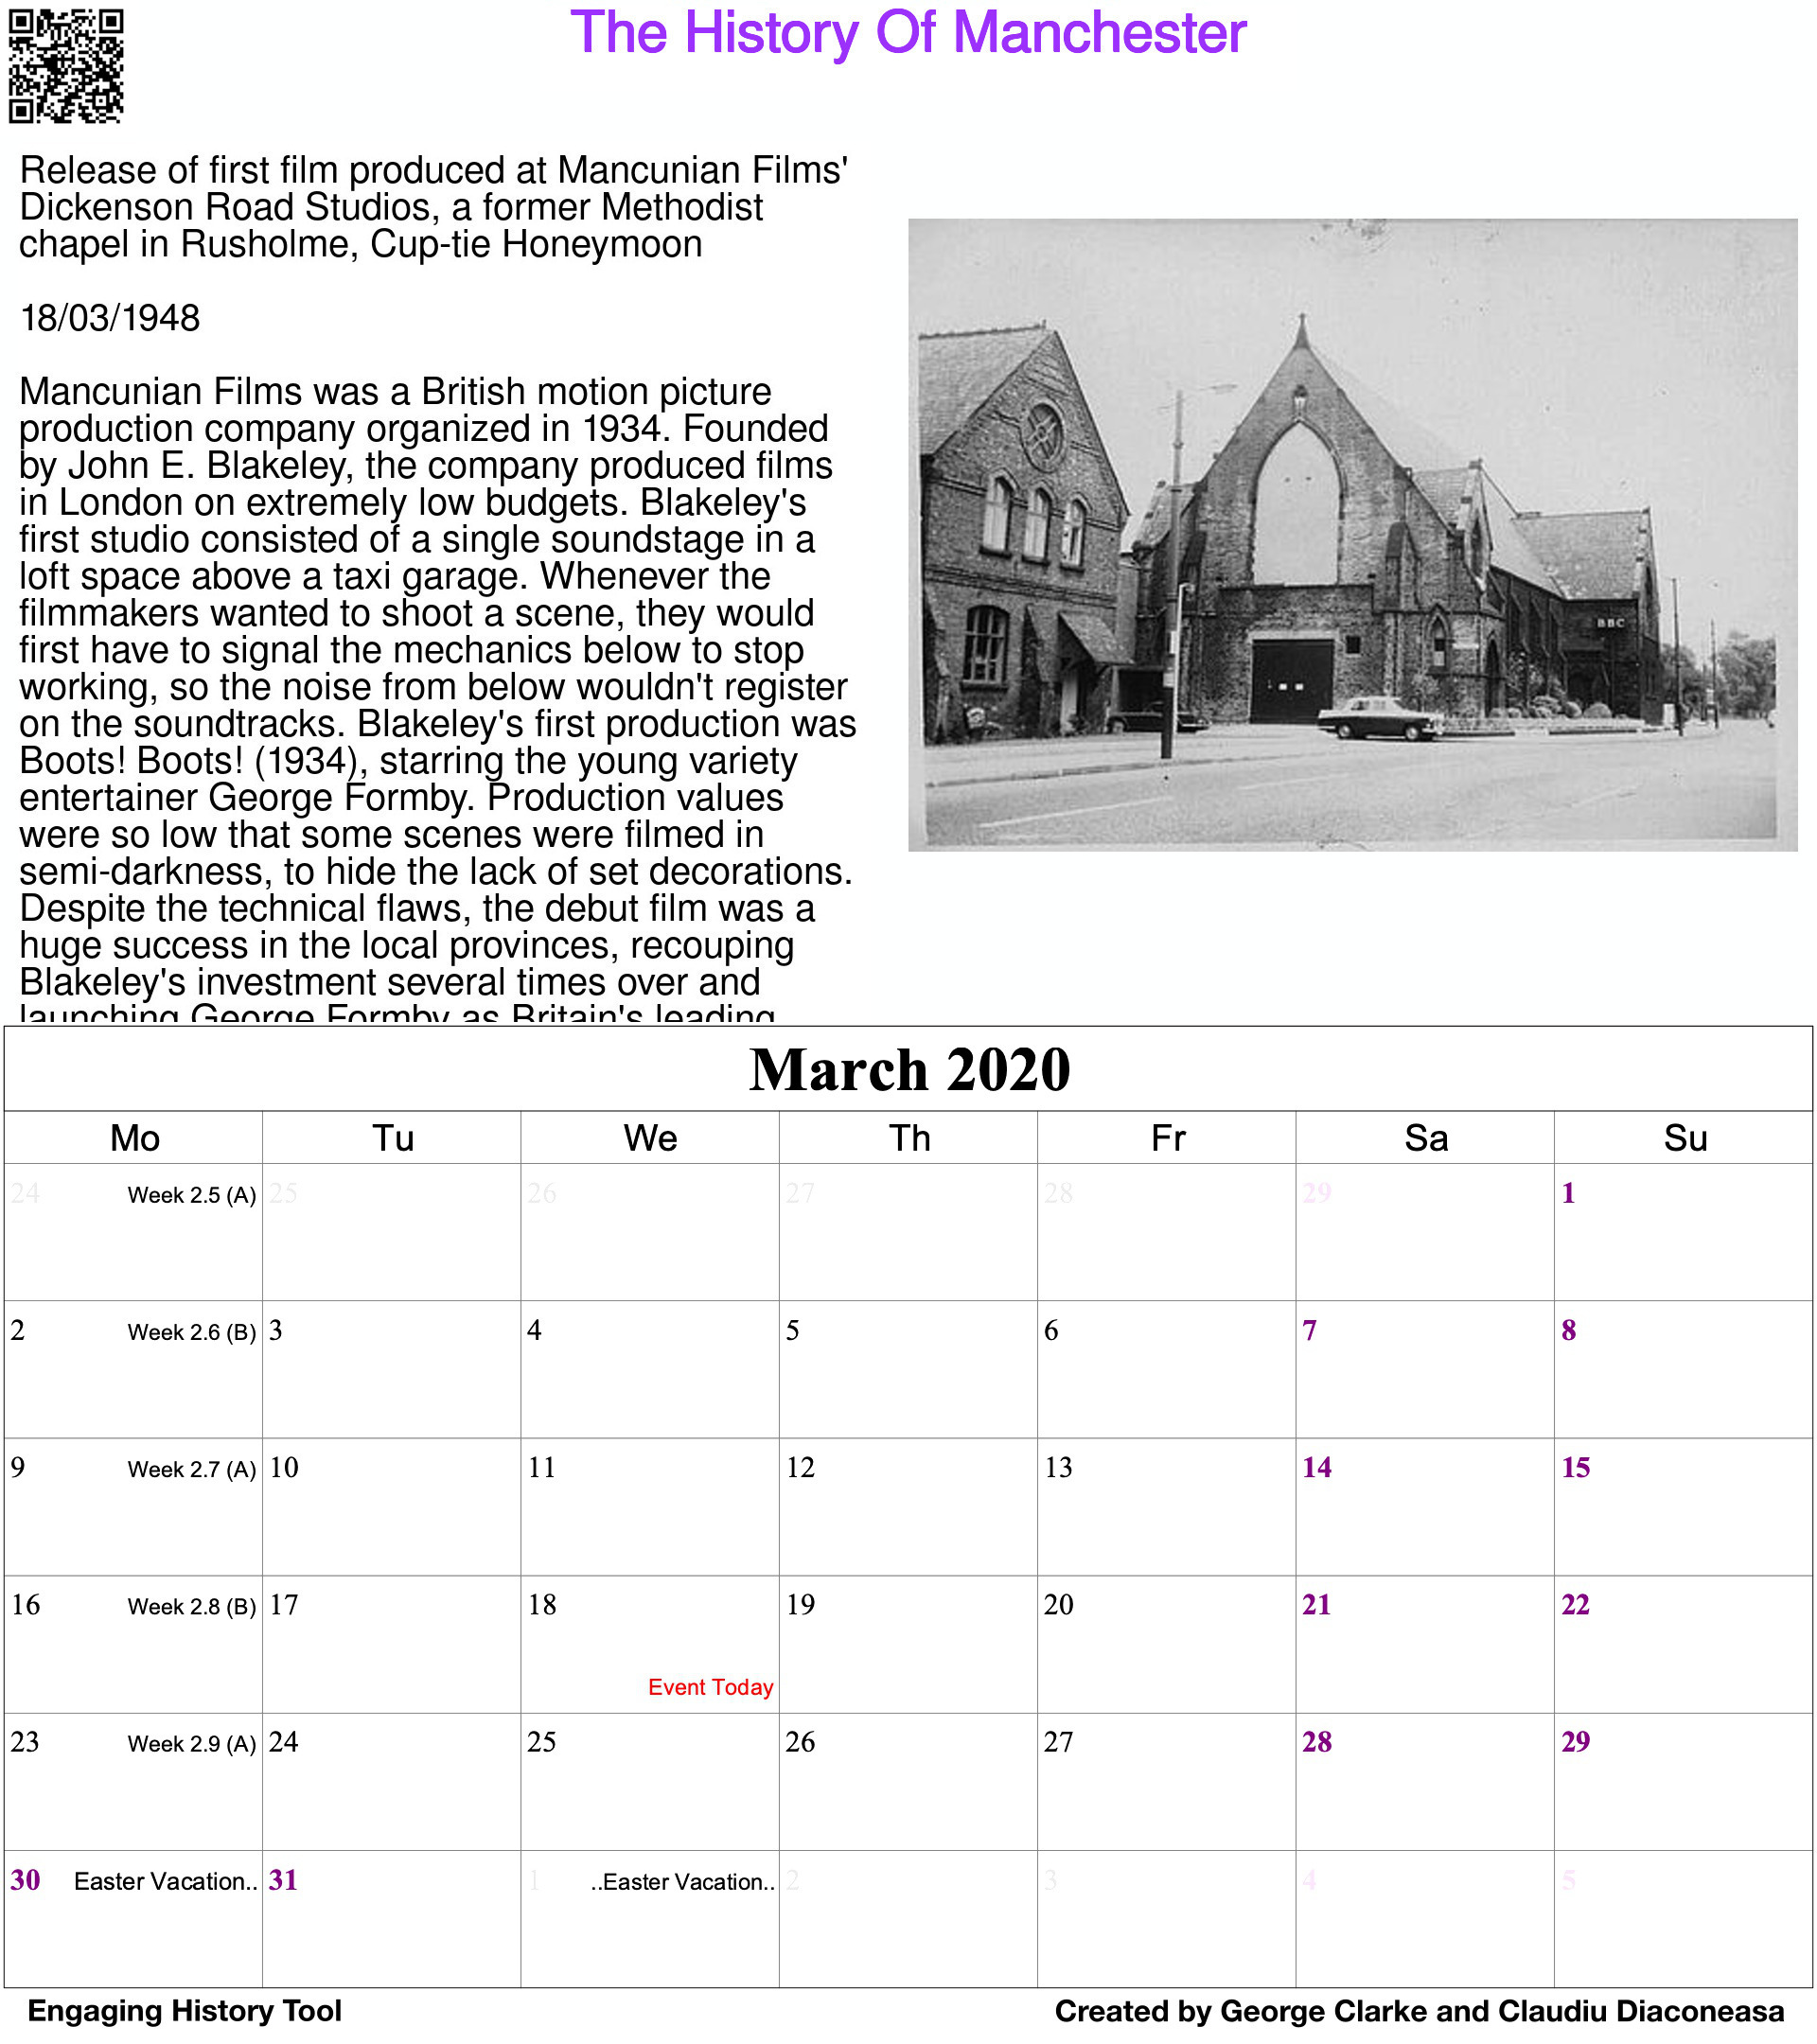 The History Of Manchester
Release of first film produced at Mancunian Films'
Dickenson Road Studios, a former Methodist
chapel in Rusholme, Cup-tie Honeymoon
18/03/1948
Mancunian Films was a British motion picture
production company organized in 1934. Founded
by John E. Blakeley, the company produced films
in London on extremely low budgets. Blakeley's
first studio consisted of a single soundstage in a
loft space above a taxi garage. Whenever the
filmmakers wanted to shoot a scene, they would
first have to signal the mechanics below to stop
working, so the noise from below wouldn't register
on the soundtracks. Blakeley's first production was
Boots! Boots! (1934), starring the young variety
entertainer George Formby. Production values
were so low that some scenes were filmed in
semi-darkness, to hide the lack of set decorations.
Despite the technical flaws, the debut film was a
huge success in the local provinces, recouping
Blakeley's investment several times over and
launching George Formby as Britain's leading
BBC
March 2020
Mo Tu We Th Fr Sa Su
24 Week 2.5 (A) 25 26 27 28 29 1
2 Week 2.6 (B) 3 4 5 6 7 8
9 Week 2.7 (A) 10 11 12 13 14 15
16 Week 2.8 (B) 17 18 19 20 21 22
Event Today
23 Week 2.9 (A) 24 25 26 27 28 29
30 Easter Vacation.. 31 1 ..Easter Vacation.. 2 3 4 5
Engaging History Tool
Created by George Clarke and Claudiu Diaconeasa